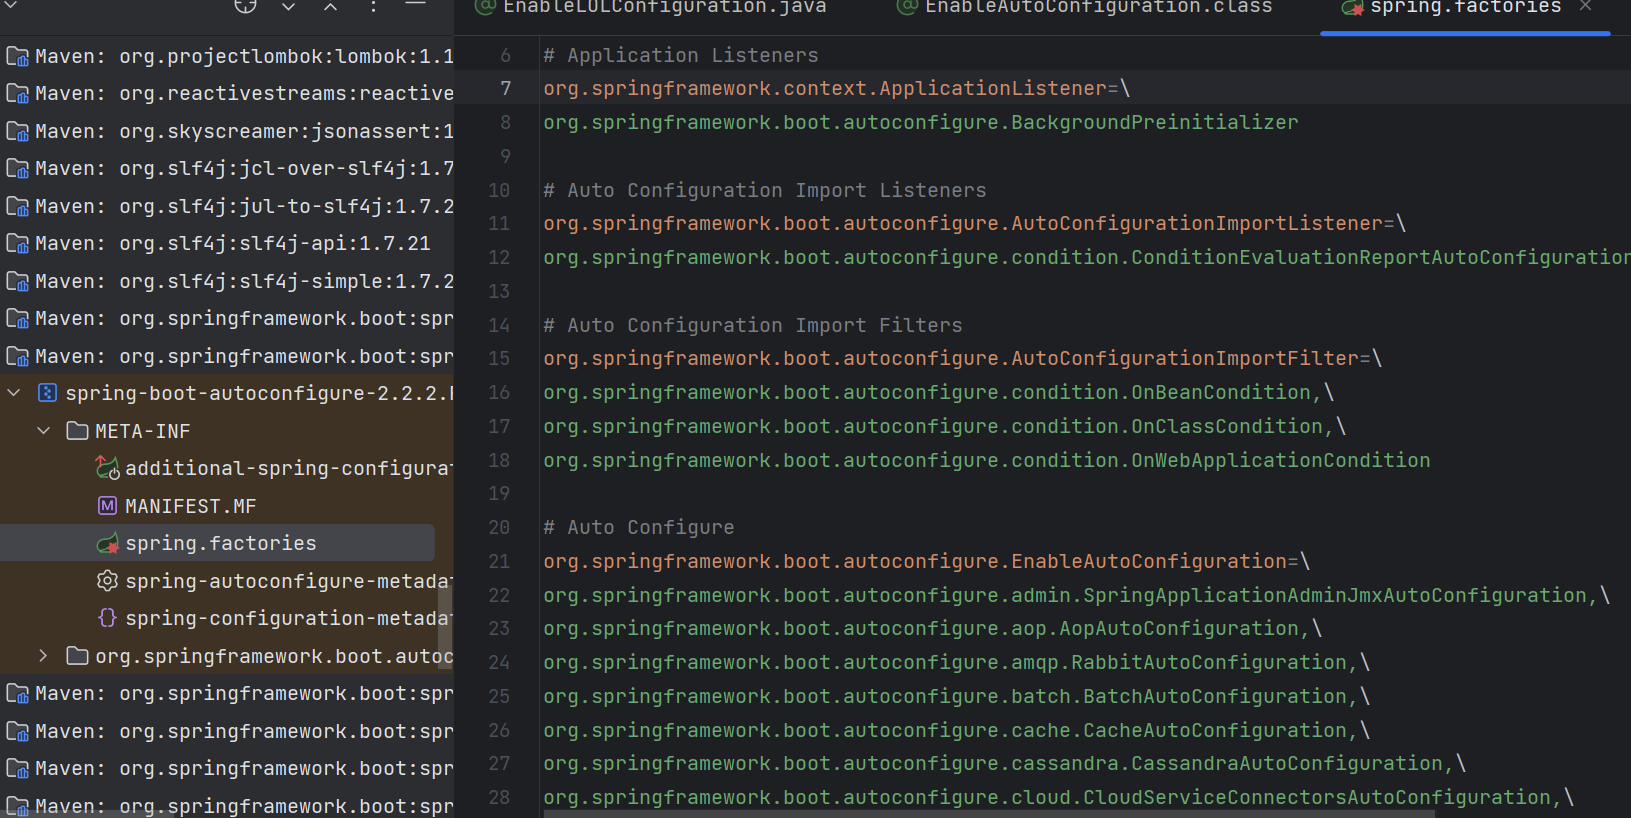 EnableLOLConfiguration.java
EnableAutoConfiguration.class
spring.factories
Maven: org.projectlombok:lombok:1.1
Maven: org.reactivestreams:reactive
Maven: org.skyscreamer:jsonassert:1
Maven: org.slf4j:jcl-over-slf4j:1.7
Maven: org.slf4j:jul-to-slf4j:1.7.2
Maven: org.slf4j:slf4j-api:1.7.21
Maven: org.slf4j:slf4j-simple:1.7.2
Maven: org.springframework.boot:spr
Maven: org.springframework.boot:spr
spring-boot-autoconfigure-2.2.2.
META-INF
additional-spring-configurat
MANIFEST.MF
spring.factories
spring-autoconfigure-metadat
spring-configuration-metadat
org.springframework.boot.autoc
Maven: org.springframework.boot:spr
Maven: org.springframework.boot:spr
Maven: org.springframework.boot:spr
Maven: org.springframework.boot:spr
6 # Application Listeners
7 org.springframework.context.ApplicationListener=\
8 org.springframework.boot.autoconfigure.BackgroundPreinitializer
9
10 # Auto Configuration Import Listeners
11 org.springframework.boot.autoconfigure.AutoConfigurationImportListener=\
12 org.springframework.boot.autoconfigure.condition.ConditionEvaluationReportAutoConfiguration
13
14 # Auto Configuration Import Filters
15 org.springframework.boot.autoconfigure.AutoConfigurationImportFilter=\
16 org.springframework.boot.autoconfigure.condition.OnBeanCondition,\
17 org.springframework.boot.autoconfigure.condition.OnClassCondition,\
18 org.springframework.boot.autoconfigure.condition.OnWebApplicationCondition
19
20 # Auto Configure
21 org.springframework.boot.autoconfigure.EnableAutoConfiguration=\
22 org.springframework.boot.autoconfigure.admin.SpringApplicationAdminJmxAutoConfiguration,\
23 org.springframework.boot.autoconfigure.aop.AopAutoConfiguration,\
24 org.springframework.boot.autoconfigure.amqp.RabbitAutoConfiguration,\
25 org.springframework.boot.autoconfigure.batch.BatchAutoConfiguration,\
26 org.springframework.boot.autoconfigure.cache.CacheAutoConfiguration,\
27 org.springframework.boot.autoconfigure.cassandra.CassandraAutoConfiguration,\
28 org.springframework.boot.autoconfigure.cloud.CloudServiceConnectorsAutoConfiguration,\